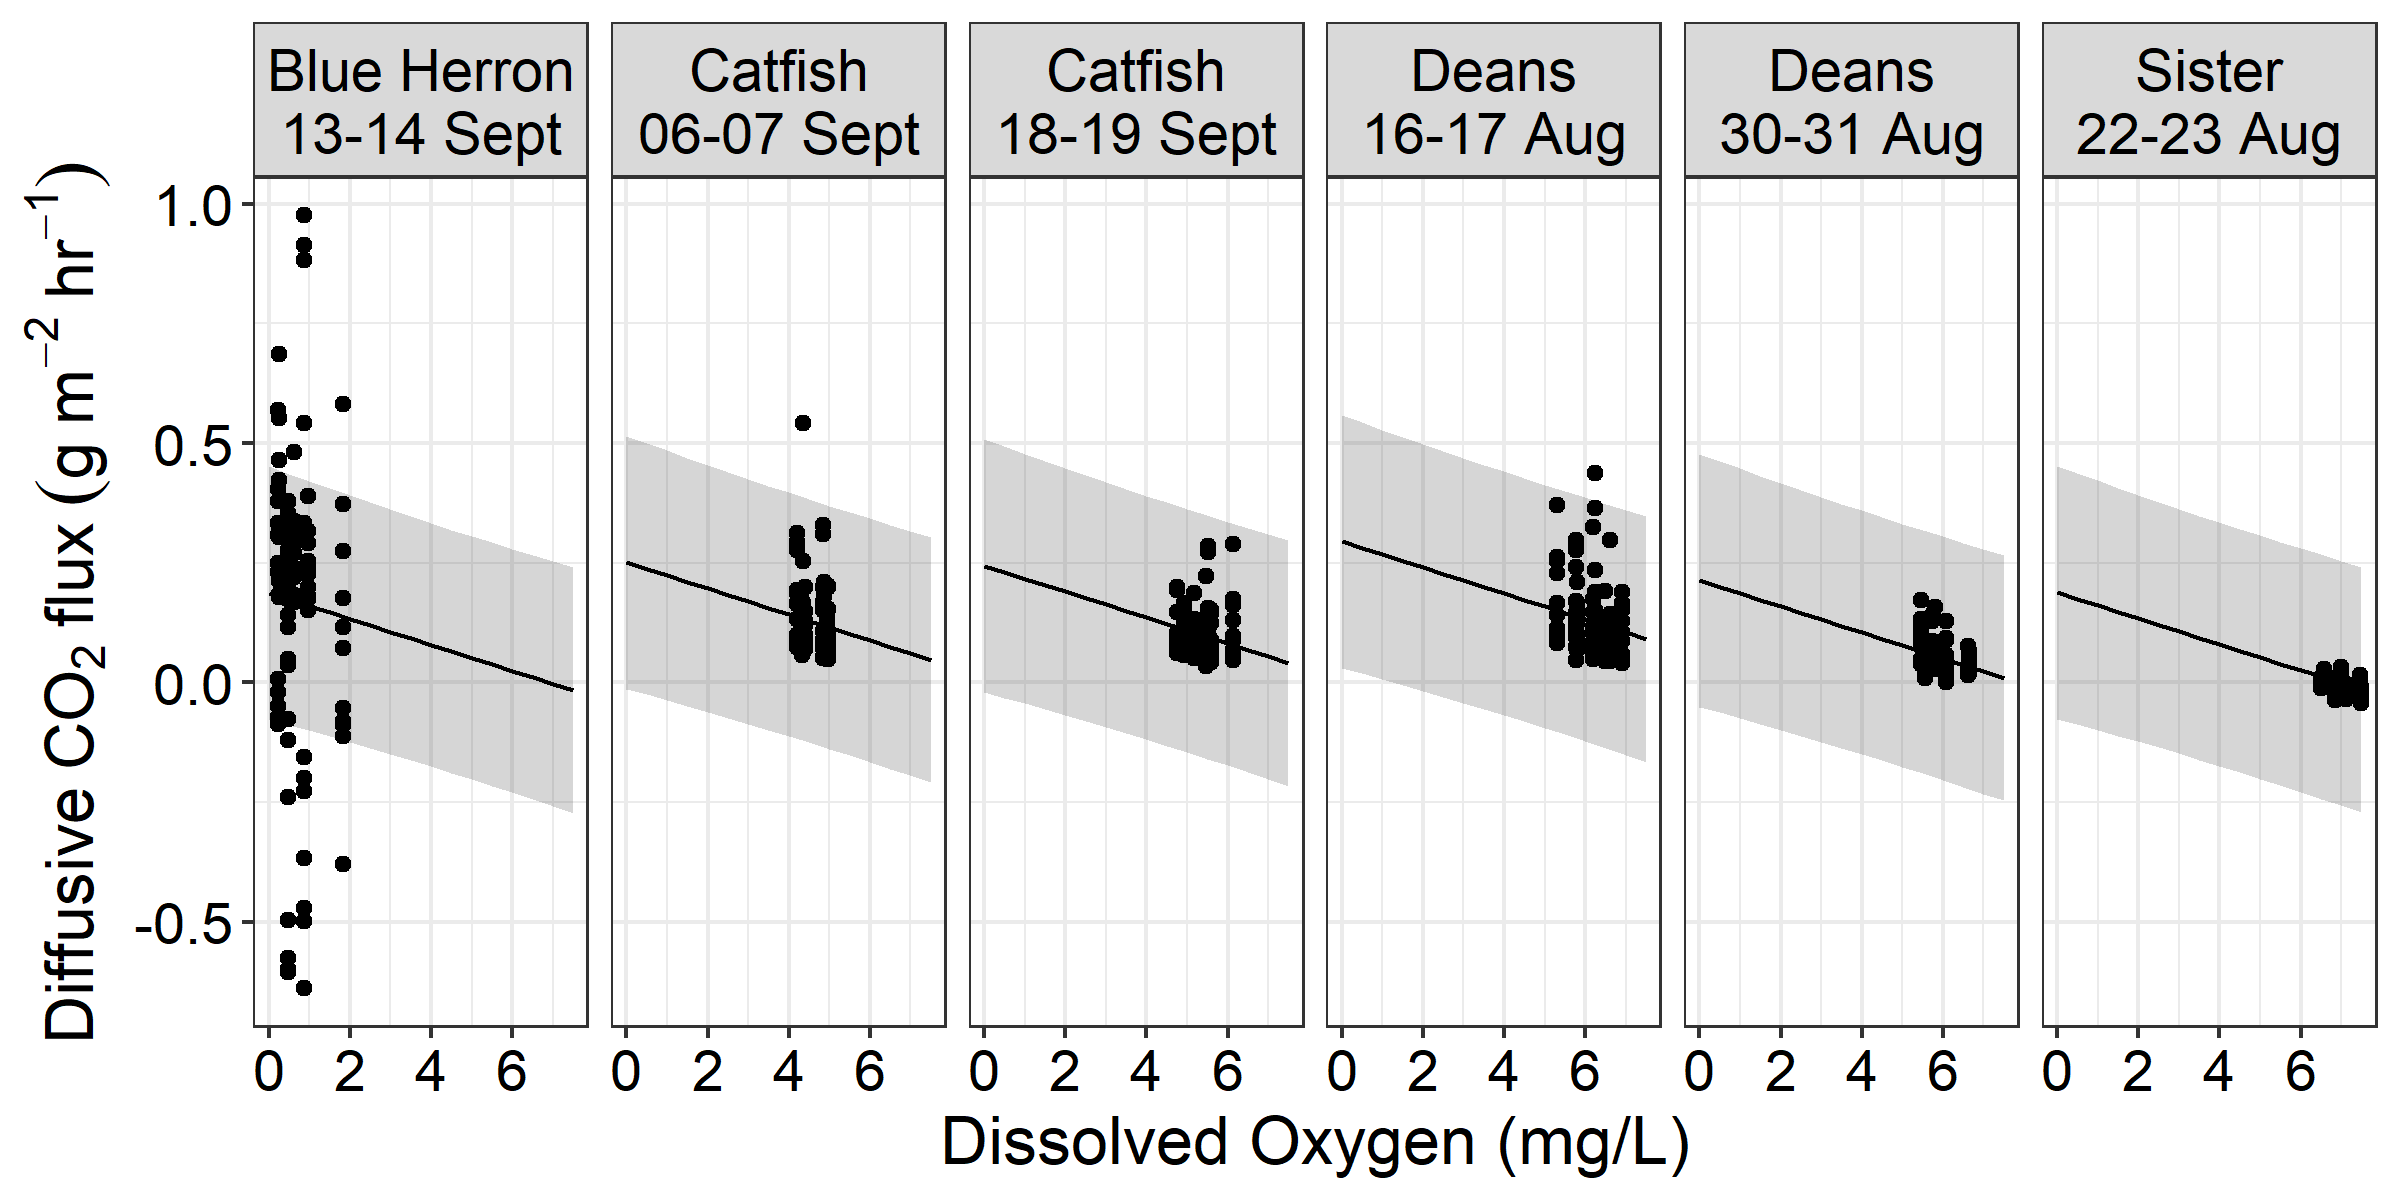 Blue Herron
13-14 Sept
Catfish
06-07 Sept
Catfish
18-19 Sept
Deans
16-17 Aug
Deans
30-31 Aug
Sister
22-23 Aug
Diffusive CO₂ flux (g m⁻² hr⁻¹)
1.0
0.5
0.0
-0.5
0 2 4 6
0 2 4 6
0 2 4 6
0 2 4 6
0 2 4 6
0 2 4 6
Dissolved Oxygen (mg/L)